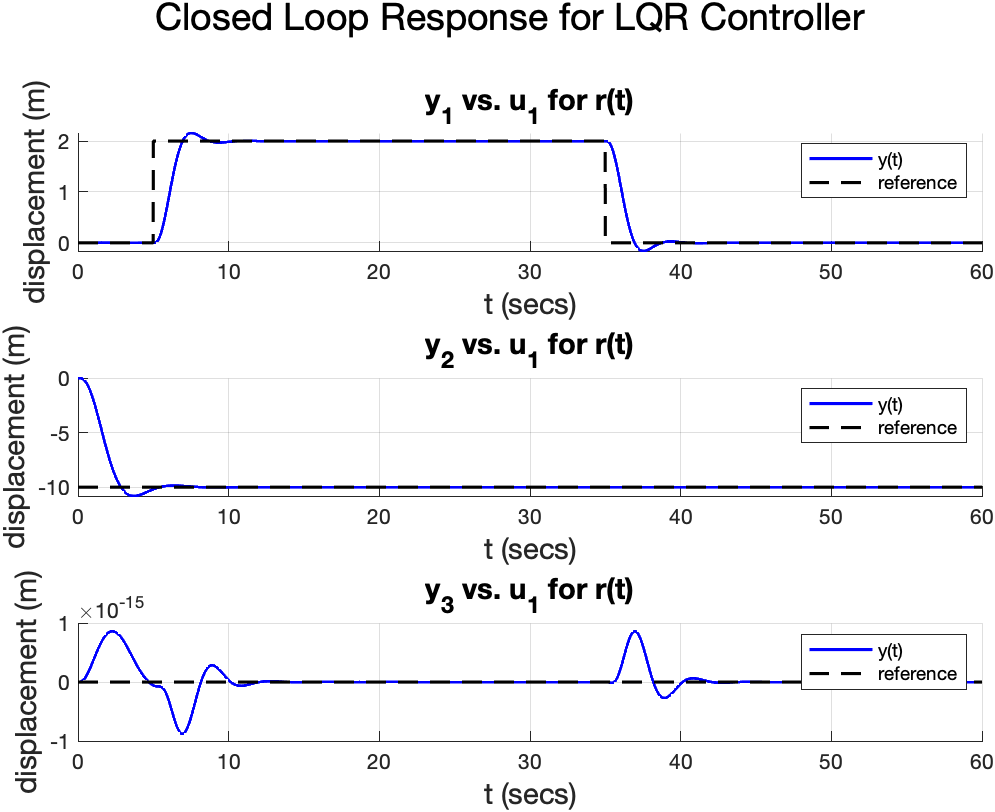 Closed Loop Response for LQR Controller
y1 vs. u1 for r(t)
displacement (m)
2
1
0
y(t)
reference
0 10 20 30 40 50 60
t (secs)
y2 vs. u1 for r(t)
displacement (m)
0
-5
-10
y(t)
reference
0 10 20 30 40 50 60
t (secs)
y3 vs. u1 for r(t)
displacement (m)
×10-15
1
0
-1
y(t)
reference
0 10 20 30 40 50 60
t (secs)